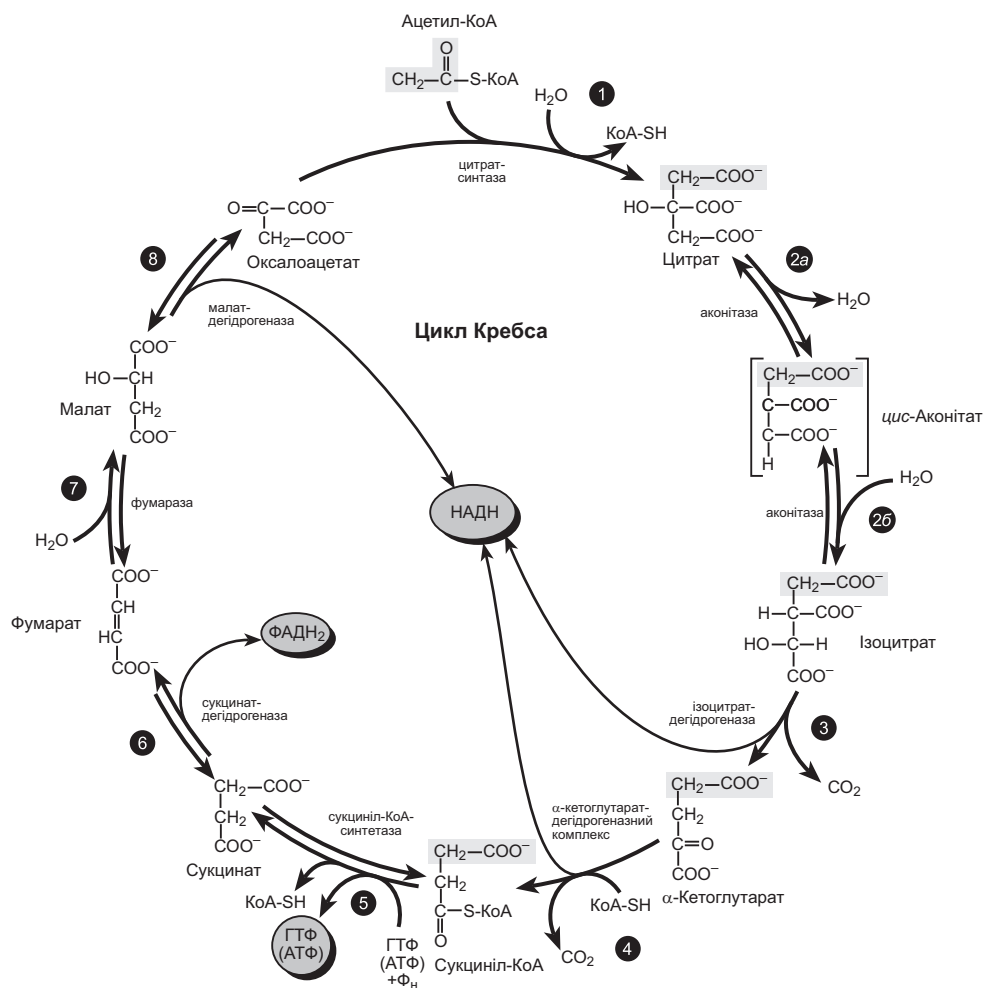 Ацетил-КоА
O
CH₂—C—S-КоА
H₂O
1
КоА-SH
цитрат-
синтаза
CH₂—COO⁻
HO—C—COO⁻
CH₂—COO⁻
Цитрат
O=C—COO⁻
CH₂—COO⁻
Оксалоацетат
8
малат-
дегідрогеназа
2а
H₂O
аконітаза
Цикл Кребса
COO⁻
HO—CH
CH₂
COO⁻
Малат
CH₂—COO⁻
C—COO⁻
C—COO⁻
H
цис-Аконітат
7
фумараза
H₂O
НАДН
H₂O
аконітаза
2б
COO⁻
CH
HC
COO⁻
Фумарат
ФАДН₂
CH₂—COO⁻
H—C—COO⁻
HO—C—H
COO⁻
Ізоцитрат
сукцинат-
дегідрогеназа
6
ізоцитрат-
дегідрогеназа
3
CO₂
CH₂—COO⁻
CH₂
COO⁻
Сукцинат
сукциніл-КоА-
синтетаза
α-кетоглутарат-
дегідрогеназний
комплекс
CH₂—COO⁻
CH₂
C=O
COO⁻
α-Кетоглутарат
CH₂—COO⁻
CH₂
C—S-КоА
O
Сукциніл-КоА
КоА-SH
5
ГТФ
(АТФ)
ГТФ
(АТФ)
+Фн
КоА-SH
CO₂
4